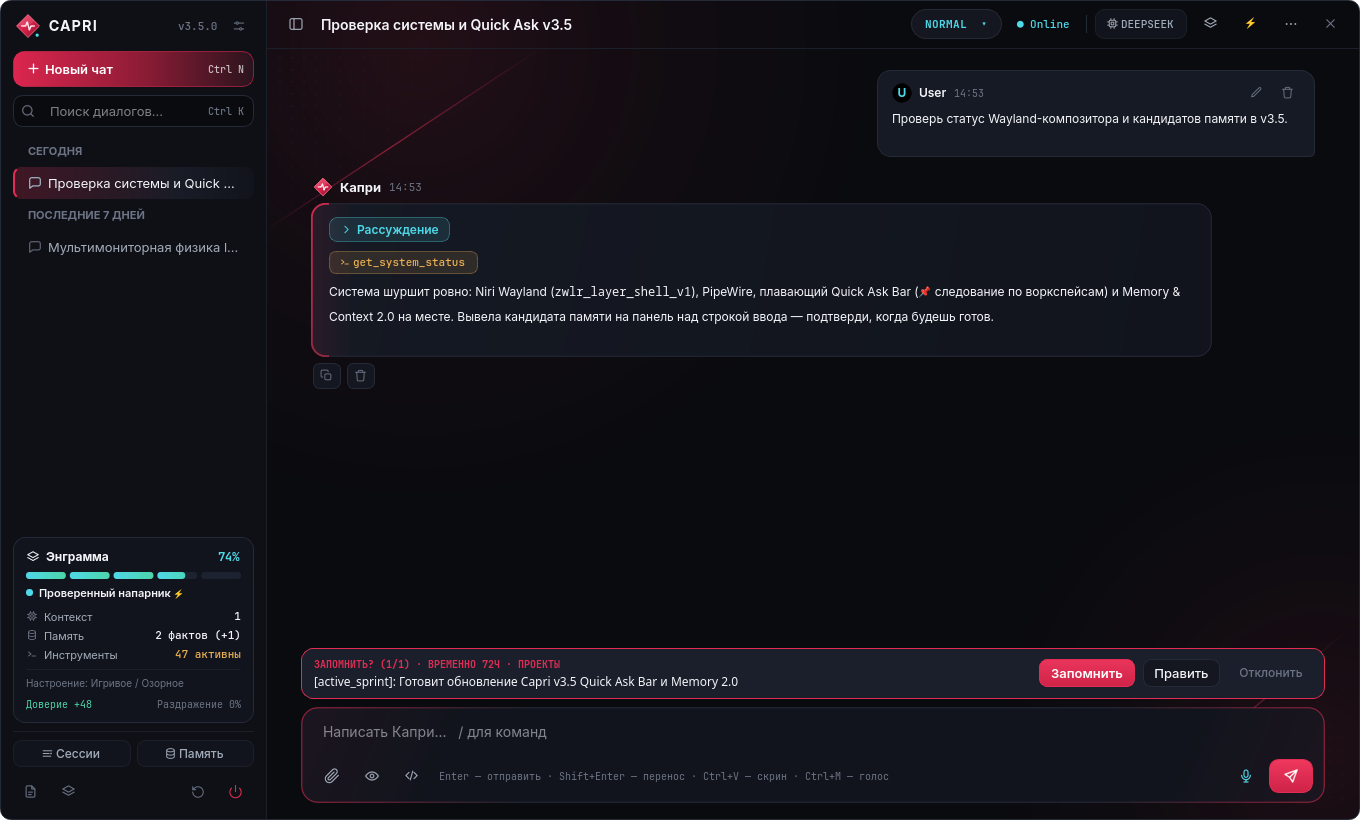 CAPRI
v3.5.0
Новый чат
Ctrl N
Поиск диалогов...
Ctrl K
СЕГОДНЯ
Проверка системы и Quick ...
ПОСЛЕДНИЕ 7 ДНЕЙ
Мультимониторная физика I...
Энграмма
74%
Проверенный напарник ⚡
Контекст
1
Память
2 фактов (+1)
Инструменты
47 активны
Настроение: Игривое / Озорное
Доверие +48
Раздражение 0%
Сессии
Память
Проверка системы и Quick Ask v3.5
NORMAL
Online
DEEPSEEK
U
User
14:53
Проверь статус Wayland-композитора и кандидатов памяти в v3.5.
Капри
14:53
Рассуждение
get_system_status
Система шуршит ровно: Niri Wayland (zwlr_layer_shell_v1), PipeWire, плавающий Quick Ask Bar (📌 следование по воркспейсам) и Memory &
Context 2.0 на месте. Вывела кандидата памяти на панель над строкой ввода — подтверди, когда будешь готов.
ЗАПОМНИТЬ? (1/1) · ВРЕМЕННО 72Ч · ПРОЕКТЫ
[active_sprint]: Готовит обновление Capri v3.5 Quick Ask Bar и Memory 2.0
Запомнить
Править
Отклонить
Написать Капри... / для команд
Enter — отправить · Shift+Enter — перенос · Ctrl+V — скрин · Ctrl+M — голос